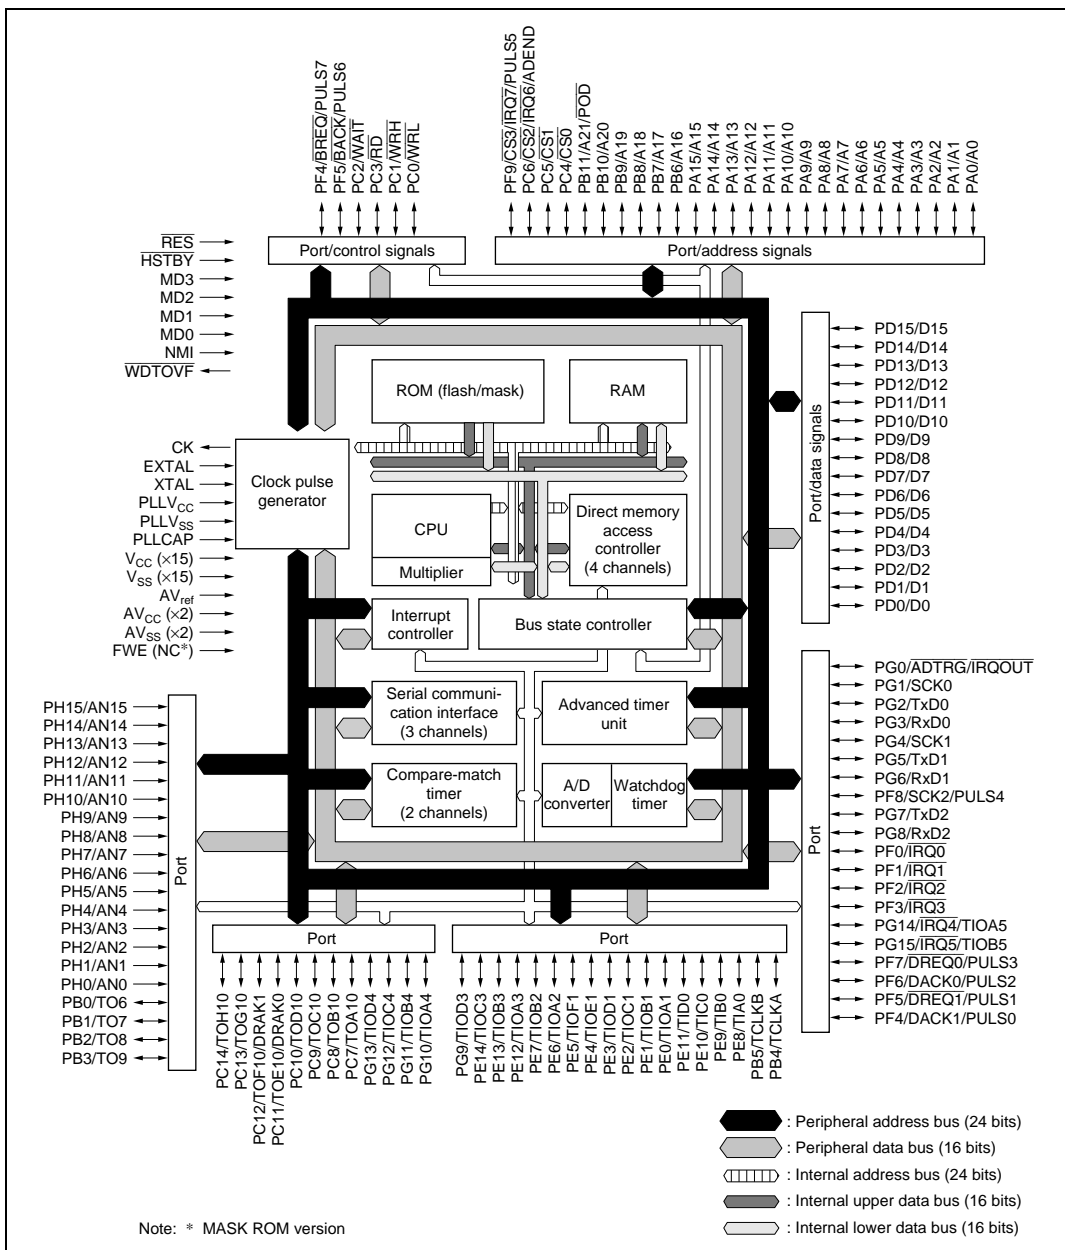 PF4/BREQ/PULS7
PF5/BACK/PULS6
PC2/WAIT
PC3/RD
PC1/WRH
PC0/WRL
PF9/CS3/IRQ7/PULS5
PC6/CS2/IRQ6/ADEND
PC5/CS1
PC4/CS0
PB11/A21/POD
PB10/A20
PB9/A19
PB8/A18
PB7/A17
PB6/A16
PA15/A15
PA14/A14
PA13/A13
PA12/A12
PA11/A11
PA10/A10
PA9/A9
PA8/A8
PA7/A7
PA6/A6
PA5/A5
PA4/A4
PA3/A3
PA2/A2
PA1/A1
PA0/A0
Port/control signals
Port/address signals
RES
HSTBY
MD3
MD2
MD1
MD0
NMI
WDTOVF
CK
EXTAL
XTAL
PLLVCC
PLLVSS
PLLCAP
VCC (×15)
VSS (×15)
AVref
AVCC (×2)
AVSS (×2)
FWE (NC*)
Clock pulse
generator
ROM (flash/mask)
RAM
CPU
Multiplier
Direct memory
access
controller
(4 channels)
Interrupt
controller
Bus state controller
Serial communi-
cation interface
(3 channels)
Advanced timer
unit
Compare-match
timer
(2 channels)
A/D
converter
Watchdog
timer
Port/data signals
PD15/D15
PD14/D14
PD13/D13
PD12/D12
PD11/D11
PD10/D10
PD9/D9
PD8/D8
PD7/D7
PD6/D6
PD5/D5
PD4/D4
PD3/D3
PD2/D2
PD1/D1
PD0/D0
PH15/AN15
PH14/AN14
PH13/AN13
PH12/AN12
PH11/AN11
PH10/AN10
PH9/AN9
PH8/AN8
PH7/AN7
PH6/AN6
PH5/AN5
PH4/AN4
PH3/AN3
PH2/AN2
PH1/AN1
PH0/AN0
PB0/TO6
PB1/TO7
PB2/TO8
PB3/TO9
Port
Port
PG0/ADTRG/IRQOUT
PG1/SCK0
PG2/TxD0
PG3/RxD0
PG4/SCK1
PG5/TxD1
PG6/RxD1
PF8/SCK2/PULS4
PG7/TxD2
PG8/RxD2
PF0/IRQ0
PF1/IRQ1
PF2/IRQ2
PF3/IRQ3
PG14/IRQ4/TIOA5
PG15/IRQ5/TIOB5
PF7/DREQ0/PULS3
PF6/DACK0/PULS2
PF5/DREQ1/PULS1
PF4/DACK1/PULS0
Port
Port
PC14/TOH10
PC13/TOG10
PC12/TOF10/DRAK1
PC11/TOE10/DRAK0
PC10/TOD10
PC9/TOC10
PC8/TOB10
PC7/TOA10
PG13/TIOD4
PG12/TIOC4
PG11/TIOB4
PG10/TIOA4
PG9/TIOD3
PE14/TIOC3
PE13/TIOB3
PE12/TIOA3
PE7/TIOB2
PE6/TIOA2
PE5/TIOF1
PE4/TIOE1
PE3/TIOD1
PE2/TIOC1
PE1/TIOB1
PE0/TIOA1
PE11/TID0
PE10/TIC0
PE9/TIB0
PE8/TIA0
PB5/TCLKB
PB4/TCLKA
: Peripheral address bus (24 bits)
: Peripheral data bus (16 bits)
: Internal address bus (24 bits)
: Internal upper data bus (16 bits)
: Internal lower data bus (16 bits)
Note: * MASK ROM version